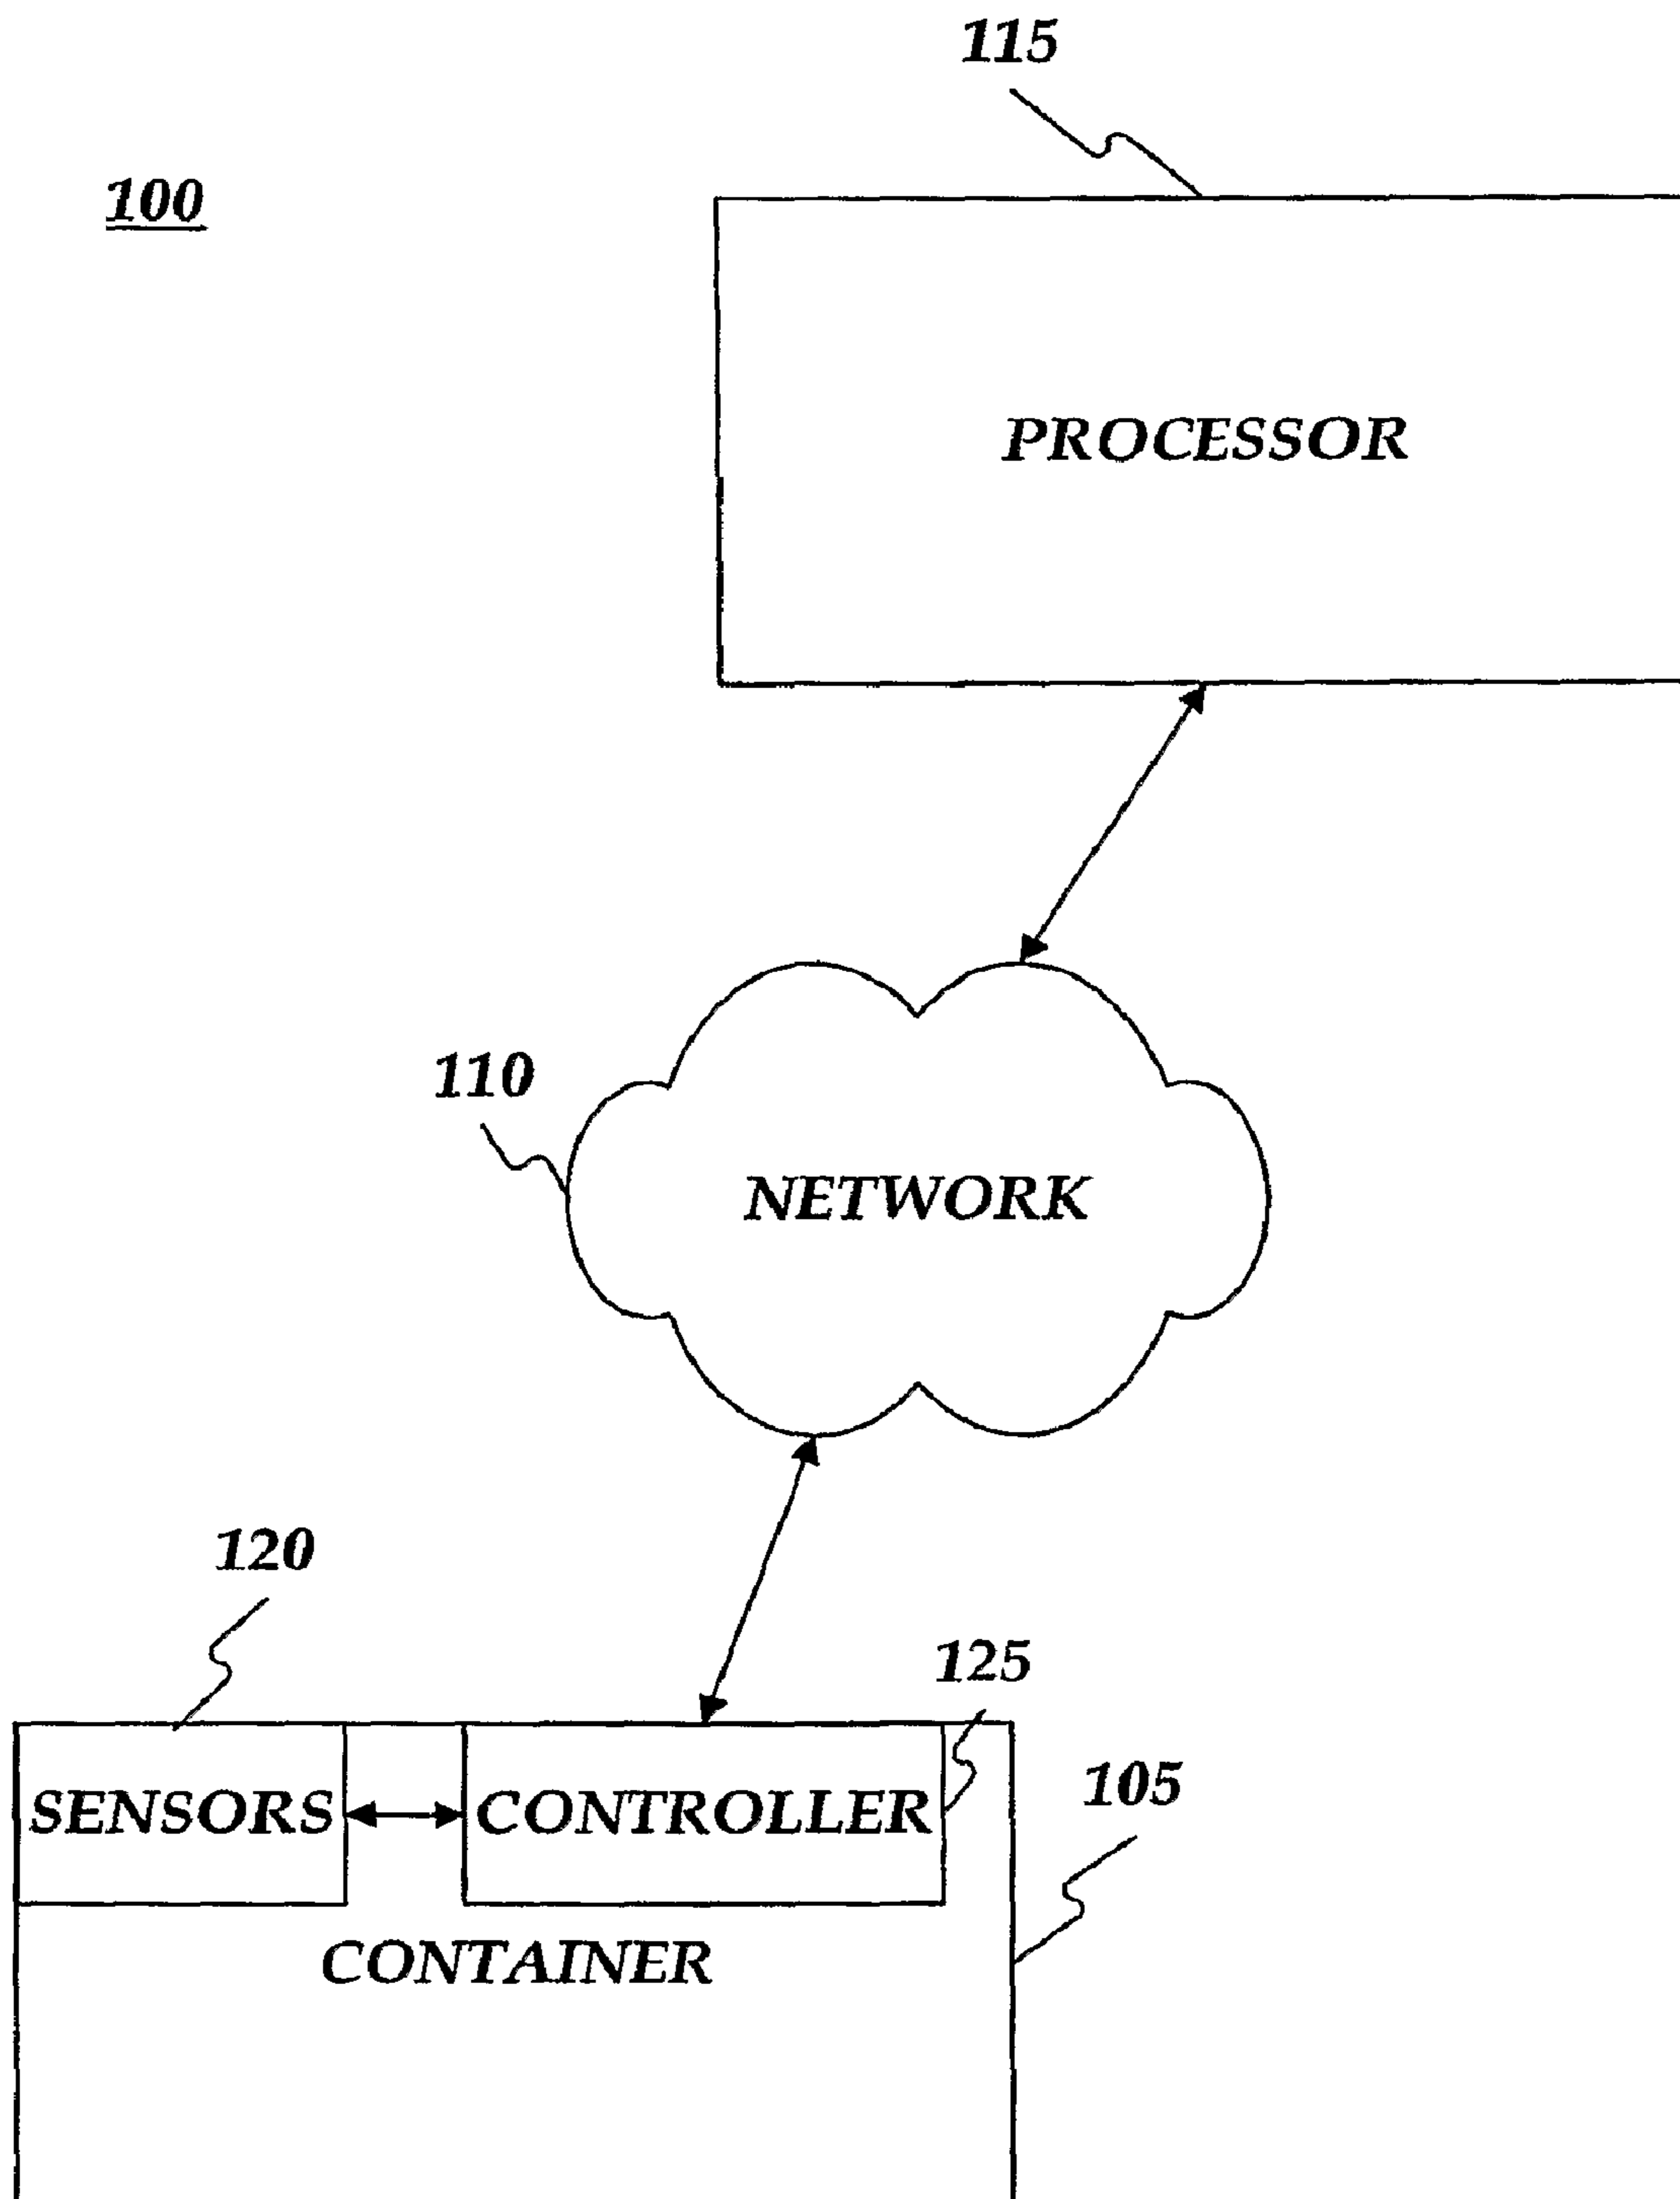 115
100
PROCESSOR
110
NETWORK
120
125
105
SENSORS
CONTROLLER
CONTAINER